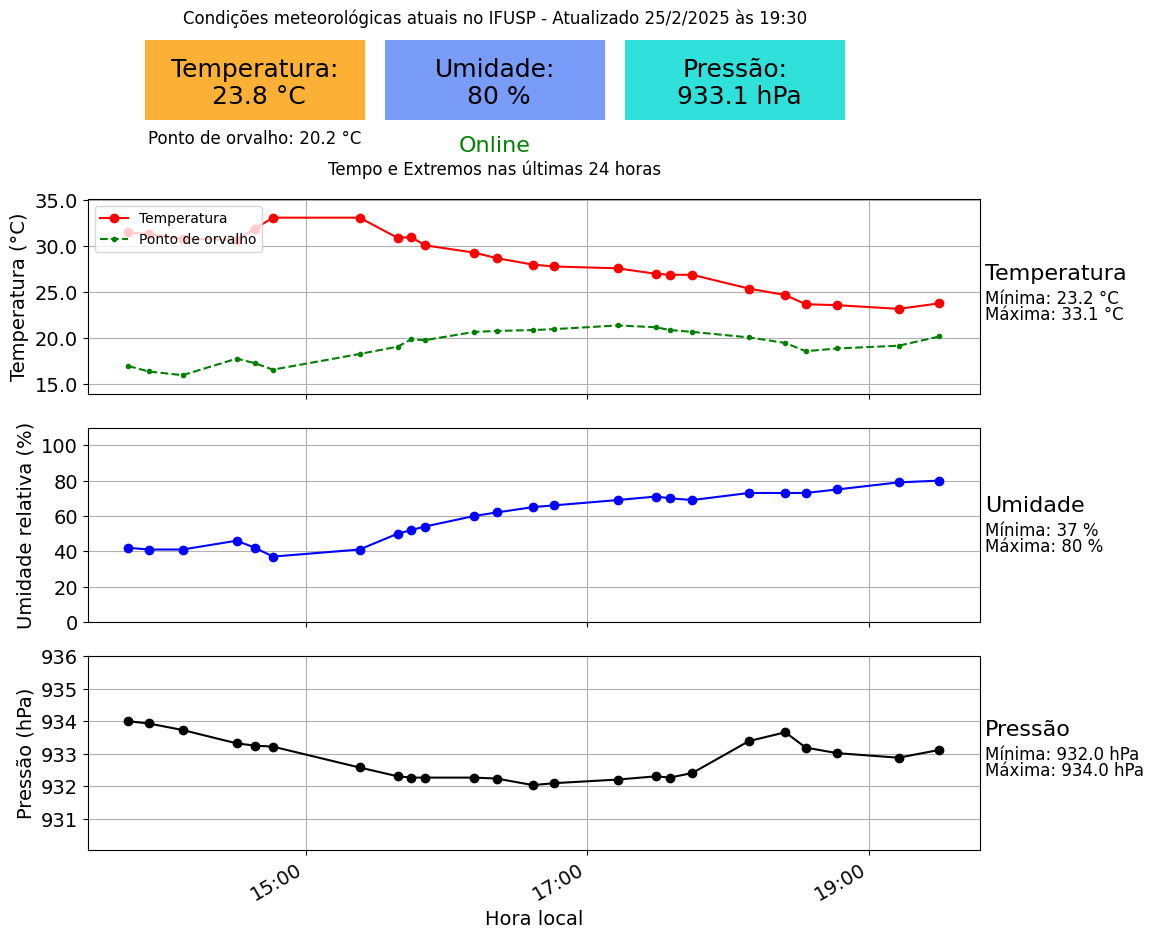 Condições meteorológicas atuais no IFUSP - Atualizado 25/2/2025 às 19:30
Temperatura:
23.8 °C
Umidade:
80 %
Pressão:
933.1 hPa
Ponto de orvalho: 20.2 °C
Online
Tempo e Extremos nas últimas 24 horas
Temperatura (°C)
35.0
30.0
25.0
20.0
15.0
Temperatura
Ponto de orvalho
Temperatura
Mínima: 23.2 °C
Máxima: 33.1 °C
Umidade relativa (%)
100
80
60
40
20
0
Umidade
Mínima: 37 %
Máxima: 80 %
Pressão (hPa)
936
935
934
933
932
931
Pressão
Mínima: 932.0 hPa
Máxima: 934.0 hPa
15:00
17:00
19:00
Hora local